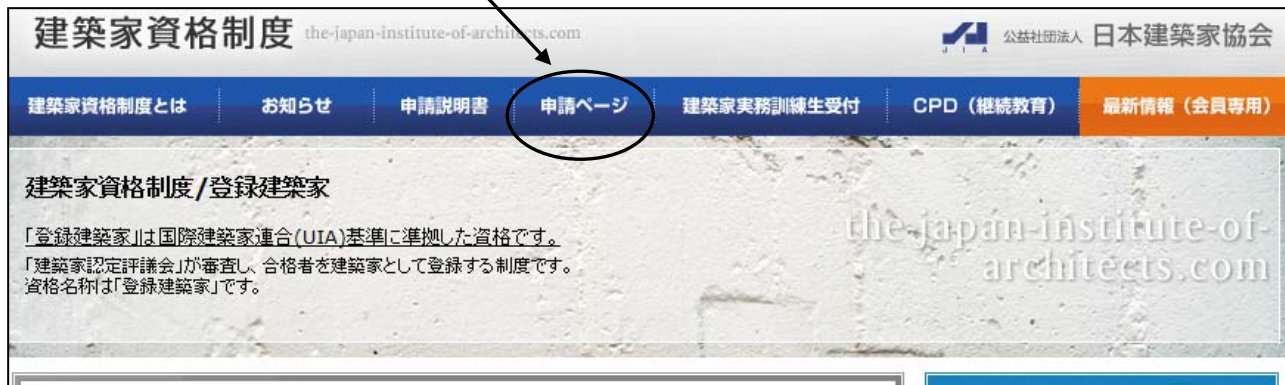 建築家資格制度 the-japan-institute-of-architects.com
JIA 公益社団法人 日本建築家協会
建築家資格制度とは お知らせ 申請説明書 申請ページ 建築家実務訓練生受付 CPD（継続教育） 最新情報（会員専用）
建築家資格制度/登録建築家
「登録建築家」は国際建築家連合(UIA)基準に準拠した資格です。
「建築家認定評議会」が審査し、合格者を建築家として登録する制度です。
資格名称は「登録建築家」です。
the-japan-institute-of-
architects.com